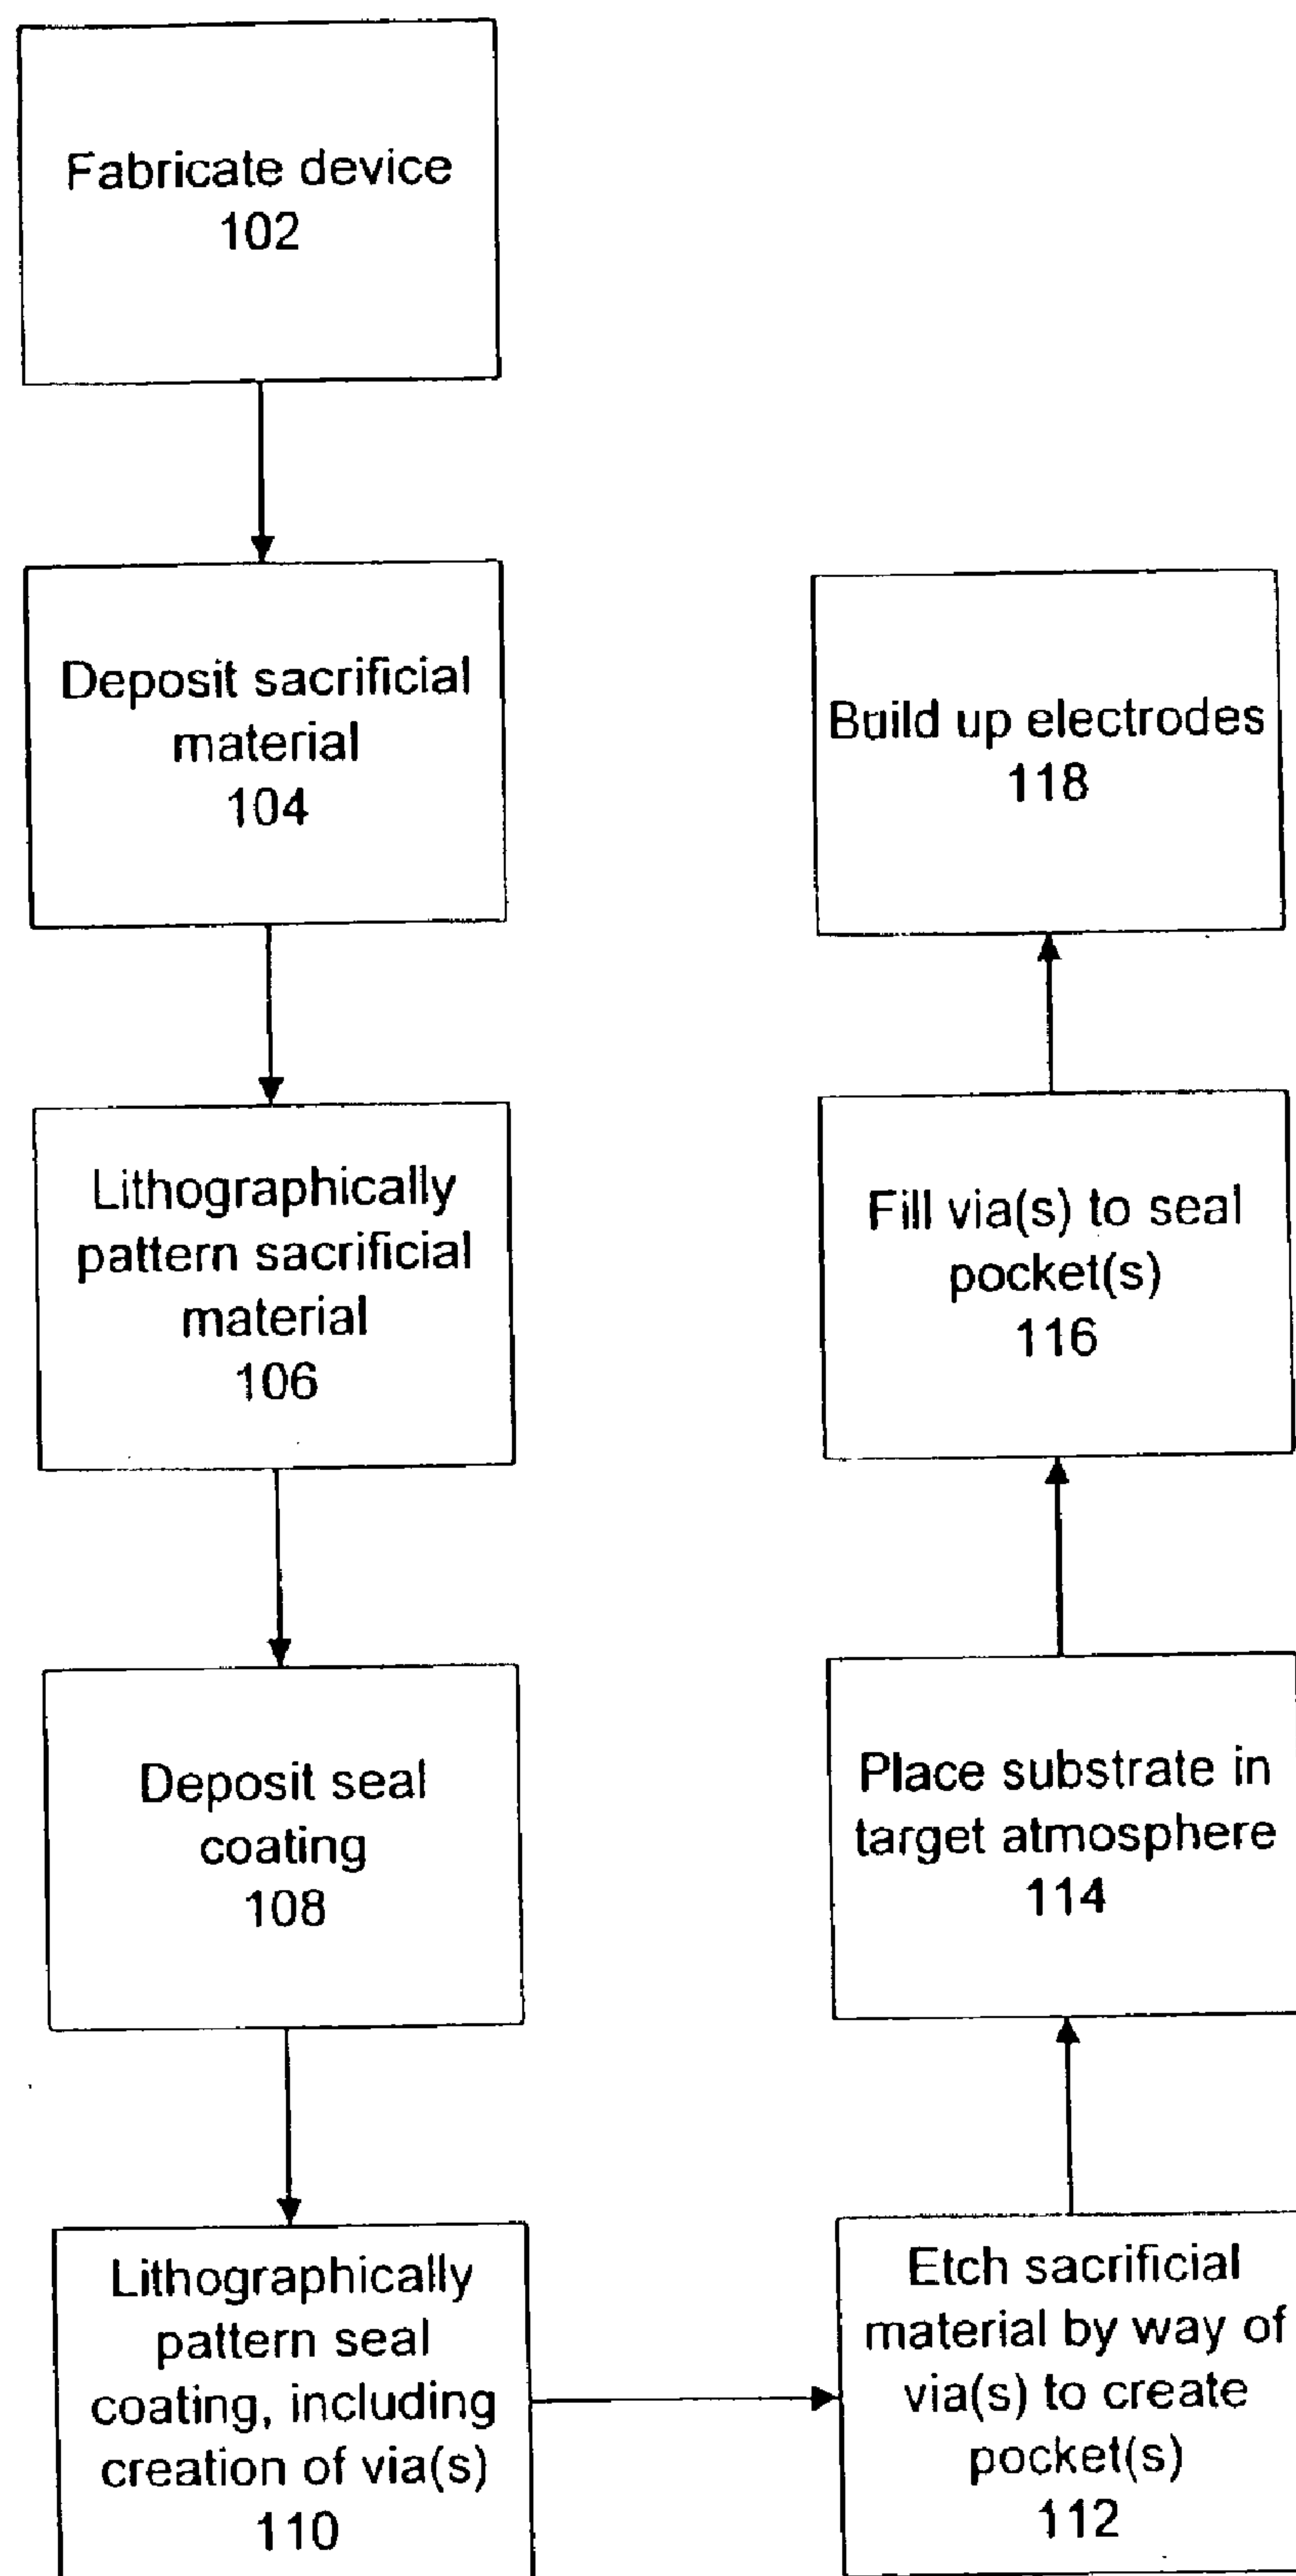 Fabricate device
102
Deposit sacrificial
material
104
Lithographically
pattern sacrificial
material
106
Deposit seal
coating
108
Lithographically
pattern seal
coating, including
creation of via(s)
110
Etch sacrificial
material by way of
via(s) to create
pocket(s)
112
Place substrate in
target atmosphere
114
Fill via(s) to seal
pocket(s)
116
Build up electrodes
118